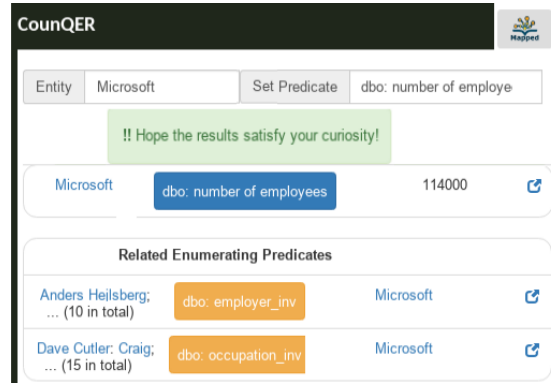 CounQER
Mapped
Entity Microsoft Set Predicate dbo: number of employe
!! Hope the results satisfy your curiosity!
Microsoft dbo: number of employees 114000
Related Enumerating Predicates
Anders Hejlsberg; dbo: employer_inv Microsoft
... (10 in total)
Dave Cutler: Craig; dbo: occupation_inv Microsoft
... (15 in total)